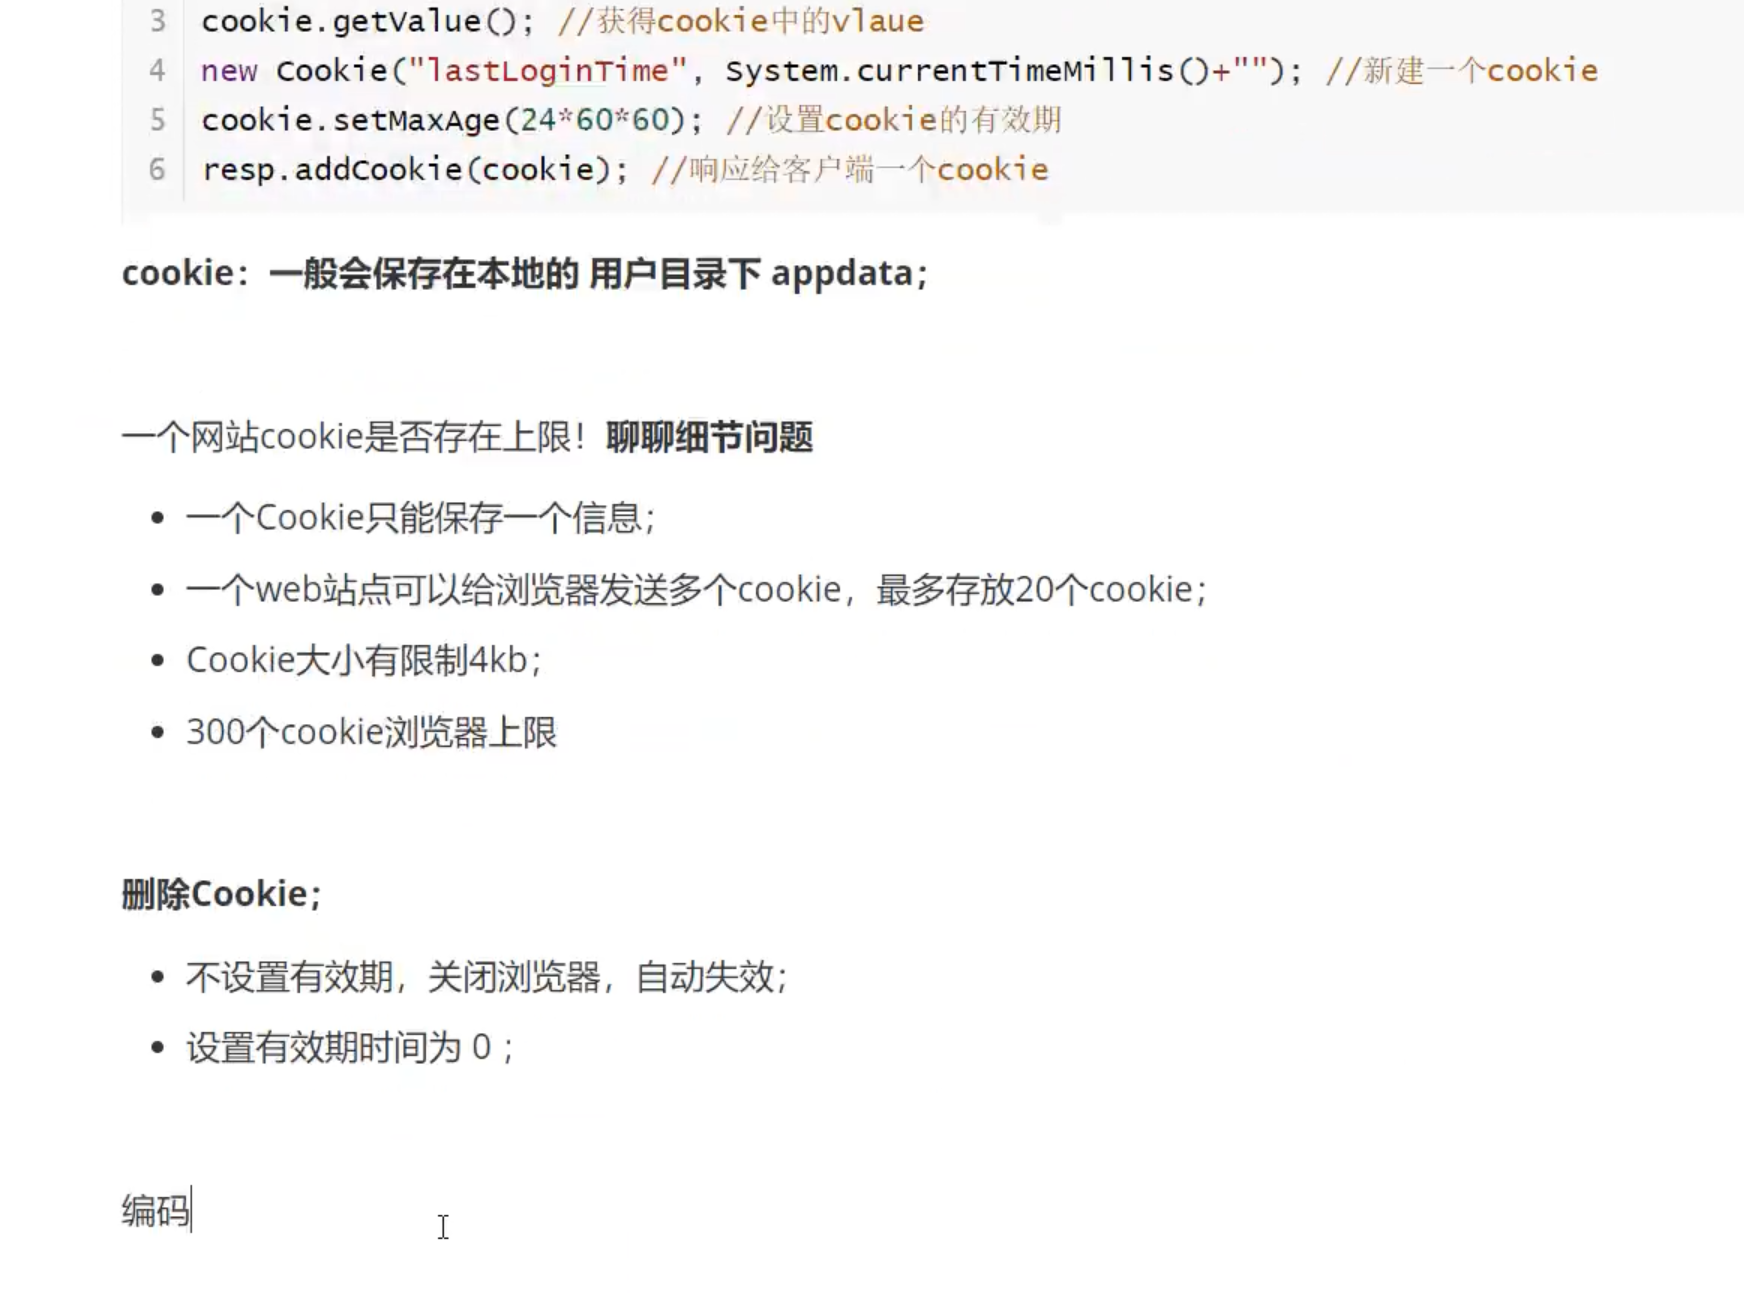 3 cookie.getValue(); //获得cookie中的vlaue
4 new Cookie("lastLoginTime", System.currentTimeMillis()+""); //新建一个cookie
5 cookie.setMaxAge(24*60*60); //设置cookie的有效期
6 resp.addCookie(cookie); //响应给客户端一个cookie
cookie：一般会保存在本地的 用户目录下 appdata；
一个网站cookie是否存在上限！聊聊细节问题
• 一个Cookie只能保存一个信息；
• 一个web站点可以给浏览器发送多个cookie，最多存放20个cookie；
• Cookie大小有限制4kb；
• 300个cookie浏览器上限
删除Cookie；
• 不设置有效期，关闭浏览器，自动失效；
• 设置有效期时间为 0 ；
编码